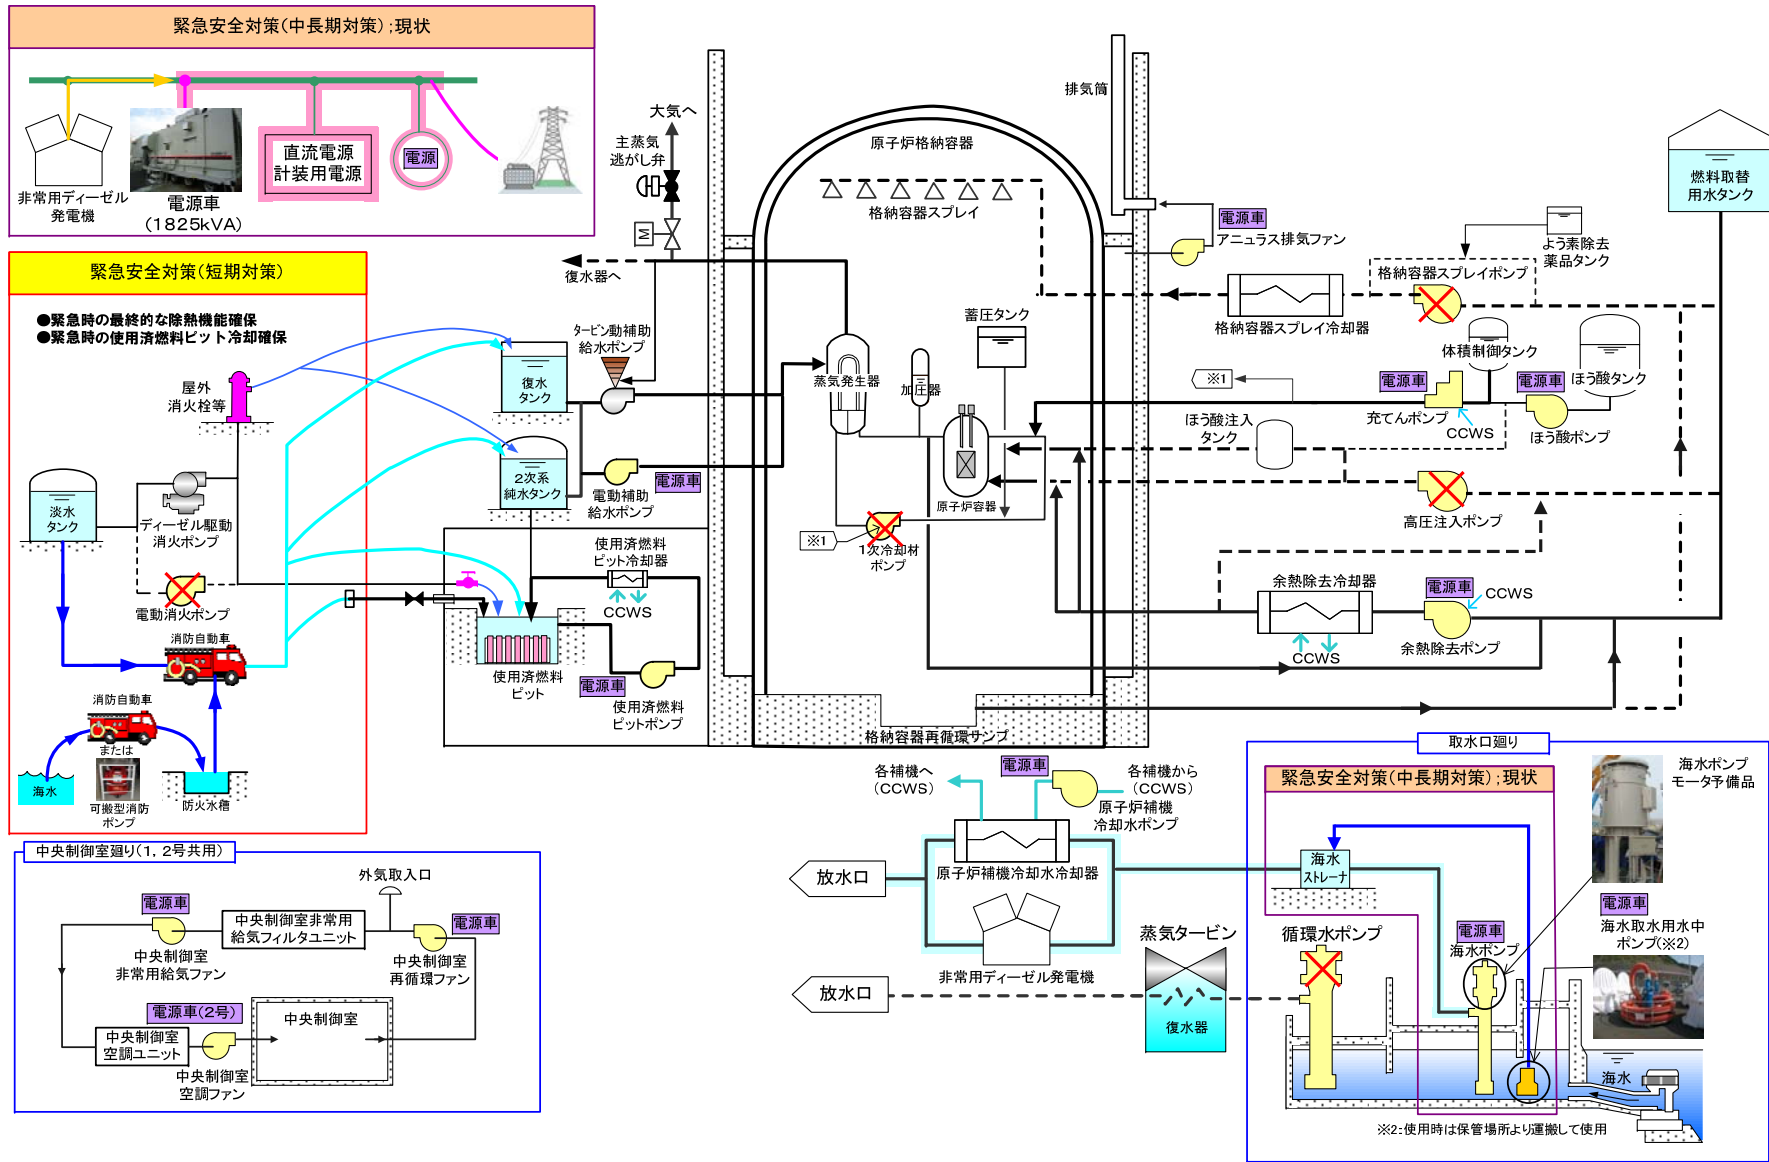 緊急安全対策(中長期対策);現状
非常用ディーゼル
発電機
電源車
(1825kVA)
直流電源
計装用電源
電源
緊急安全対策(短期対策)
●緊急時の最終的な除熱機能確保
●緊急時の使用済燃料ピット冷却確保
屋外
消火栓等
淡水
タンク
ディーゼル駆動
消火ポンプ
電動消火ポンプ
消防自動車
消防自動車
または
海水
可搬型消防
ポンプ
防火水槽
大気へ
主蒸気
逃がし弁
M
復水器へ
タービン動補助
給水ポンプ
復水
タンク
2次系
純水タンク
電動補助
給水ポンプ
電源車
使用済燃料
ピット冷却器
CCWS
使用済燃料
ピット
電源車
使用済燃料
ピットポンプ
原子炉格納容器
格納容器スプレイ
蓄圧タンク
蒸気発生器
加圧器
原子炉容器
※1
1次冷却材
ポンプ
格納容器再循環サンプ
排気筒
電源車
アニュラス排気ファン
燃料取替
用水タンク
よう素除去
薬品タンク
格納容器スプレイポンプ
格納容器スプレイ冷却器
体積制御タンク
※1
電源車
電源車
ほう酸タンク
充てんポンプ
CCWS
ほう酸ポンプ
ほう酸注入
タンク
高圧注入ポンプ
余熱除去冷却器
電源車
CCWS
CCWS
余熱除去ポンプ
中央制御室廻り(1,2号共用)
外気取入口
電源車
中央制御室非常用
給気フィルタユニット
電源車
中央制御室
非常用給気ファン
中央制御室
再循環ファン
電源車(2号)
中央制御室
中央制御室
空調ユニット
中央制御室
空調ファン
各補機へ
(CCWS)
電源車
各補機から
(CCWS)
原子炉補機
冷却水ポンプ
放水口
原子炉補機冷却水冷却器
非常用ディーゼル発電機
放水口
蒸気タービン
復水器
取水口廻り
緊急安全対策(中長期対策);現状
海水ポンプ
モータ予備品
海水
ストレーナ
循環水ポンプ
電源車
海水ポンプ
電源車
海水取水用水中
ポンプ(※2)
海水
※2:使用時は保管場所より運搬して使用